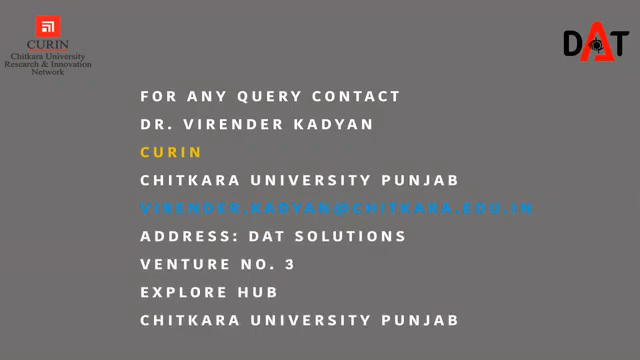 CURIN
Chitkara University
Research & Innovation
Network
DAT
FOR ANY QUERY CONTACT
DR. VIRENDER KADYAN
CURIN
CHITKARA UNIVERSITY PUNJAB
VIRENDER.KADYAN@CHITKARA.EDU.IN
ADDRESS: DAT SOLUTIONS
VENTURE NO. 3
EXPLORE HUB
CHITKARA UNIVERSITY PUNJAB